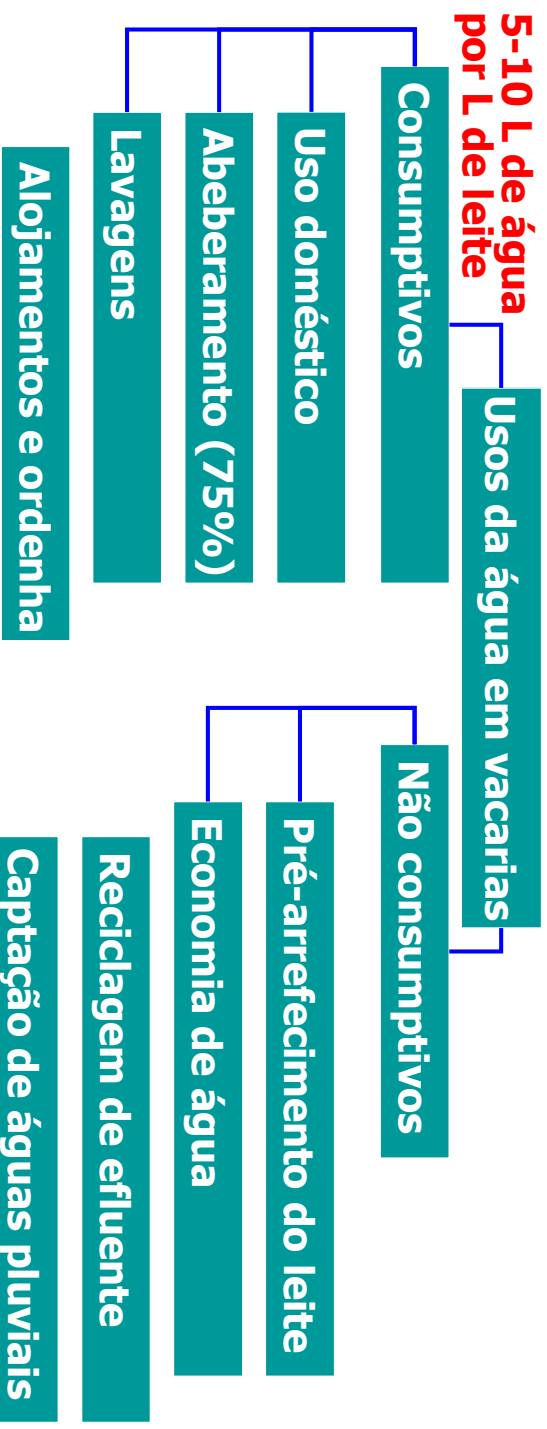 5-10 L de água
por L de leite
Usos da água em vacarias
Consumptivos
Uso doméstico
Abeberamento (75%)
Lavagens
Alojamentos e ordenha
Não consumptivos
Pré-arrefecimento do leite
Economia de água
Reciclagem de efluente
Captação de águas pluviais